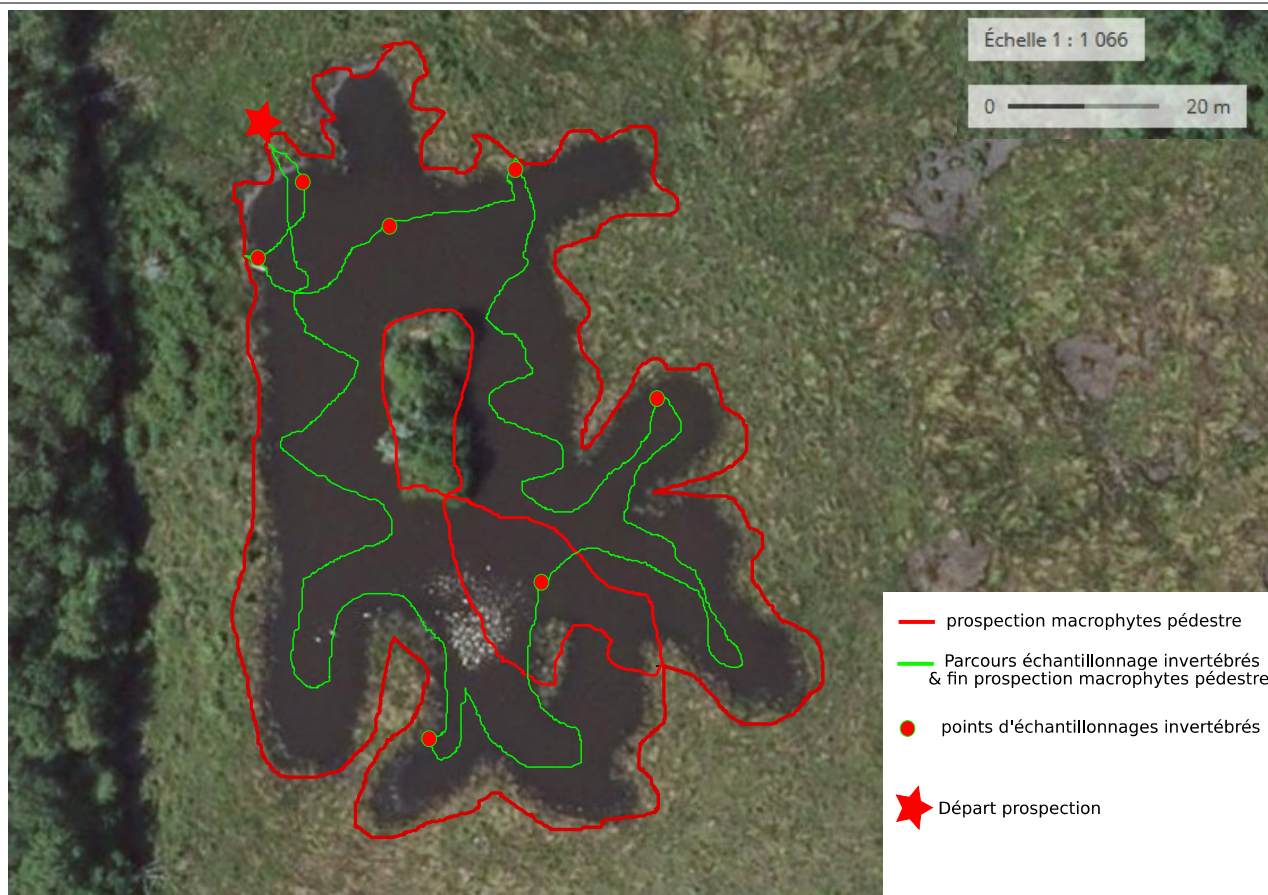 Échelle 1 : 1 066
0 20 m
prospection macrophytes pédestre
Parcours échantillonnage invertébrés
& fin prospection macrophytes pédestre
points d'échantillonnages invertébrés
Départ prospection